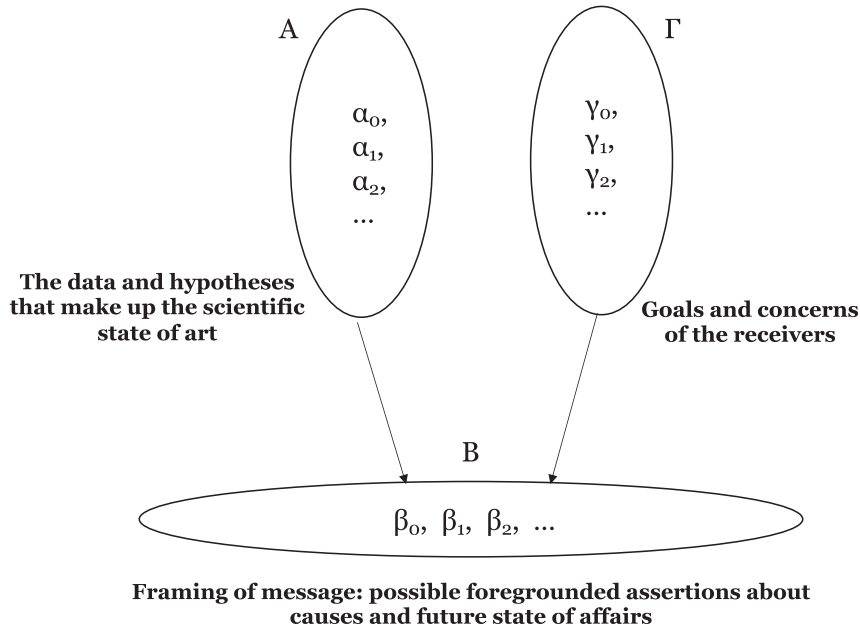 Α
Γ
α₀,
α₁,
α₂,
...
γ₀,
γ₁,
γ₂,
...
The data and hypotheses
that make up the scientific
state of art
Goals and concerns
of the receivers
Β
β₀, β₁, β₂, ...
Framing of message: possible foregrounded assertions about
causes and future state of affairs